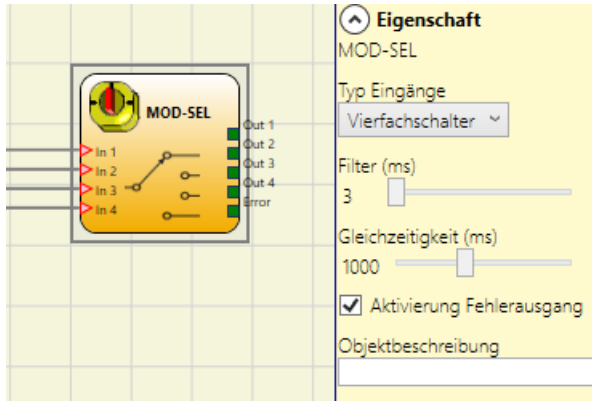 MOD-SEL
In 1
In 2
In 3
In 4
Out 1
Out 2
Out 3
Out 4
Error
Eigenschaft
MOD-SEL
Typ Eingänge
Vierfachschalter
Filter (ms)
3
Gleichzeitigkeit (ms)
1000
Aktivierung Fehlerausgang
Objektbeschreibung